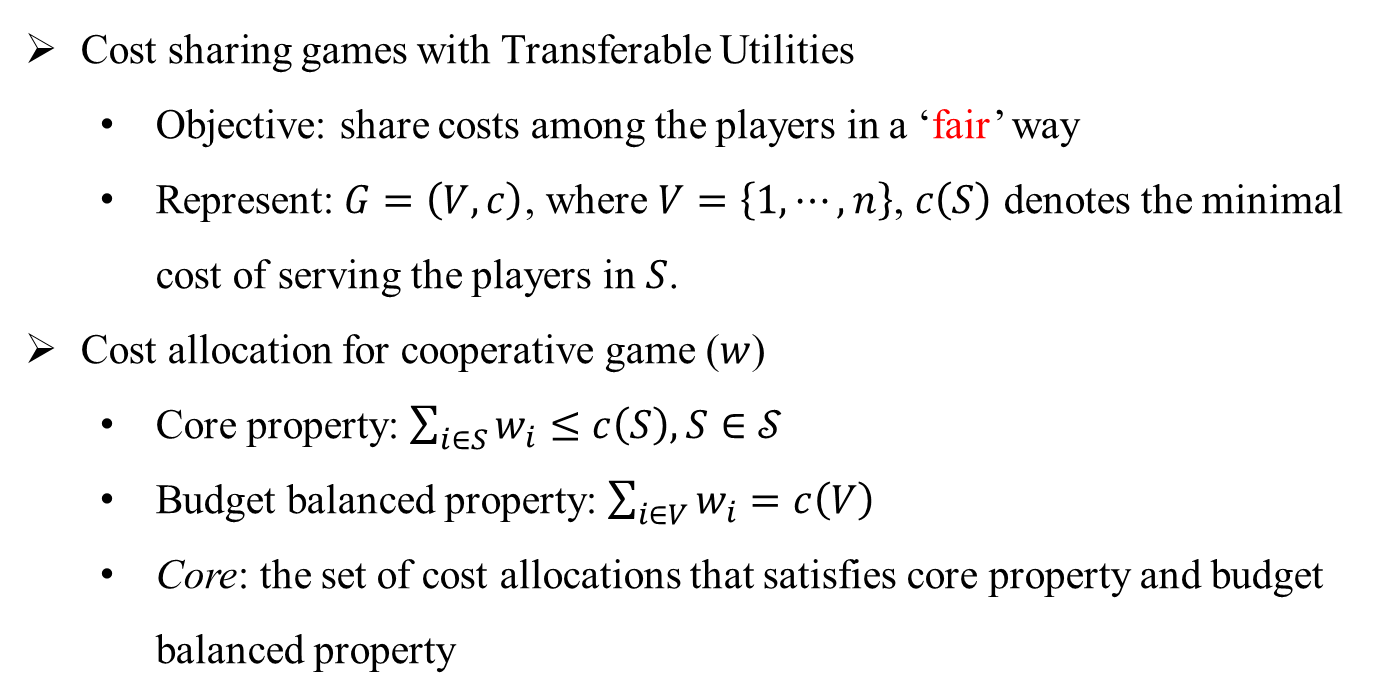 ➢ Cost sharing games with Transferable Utilities
• Objective: share costs among the players in a ‘fair’ way
• Represent: 𝐺 = (𝑉, 𝑐), where 𝑉 = {1, ⋯ , 𝑛}, 𝑐(𝑆) denotes the minimal
cost of serving the players in 𝑆.
➢ Cost allocation for cooperative game (𝑤)
• Core property: ∑𝑖∈𝑆 𝑤𝑖 ≤ 𝑐(𝑆), 𝑆 ∈ 𝒮
• Budget balanced property: ∑𝑖∈𝑉 𝑤𝑖 = 𝑐(𝑉)
• Core: the set of cost allocations that satisfies core property and budget
balanced property